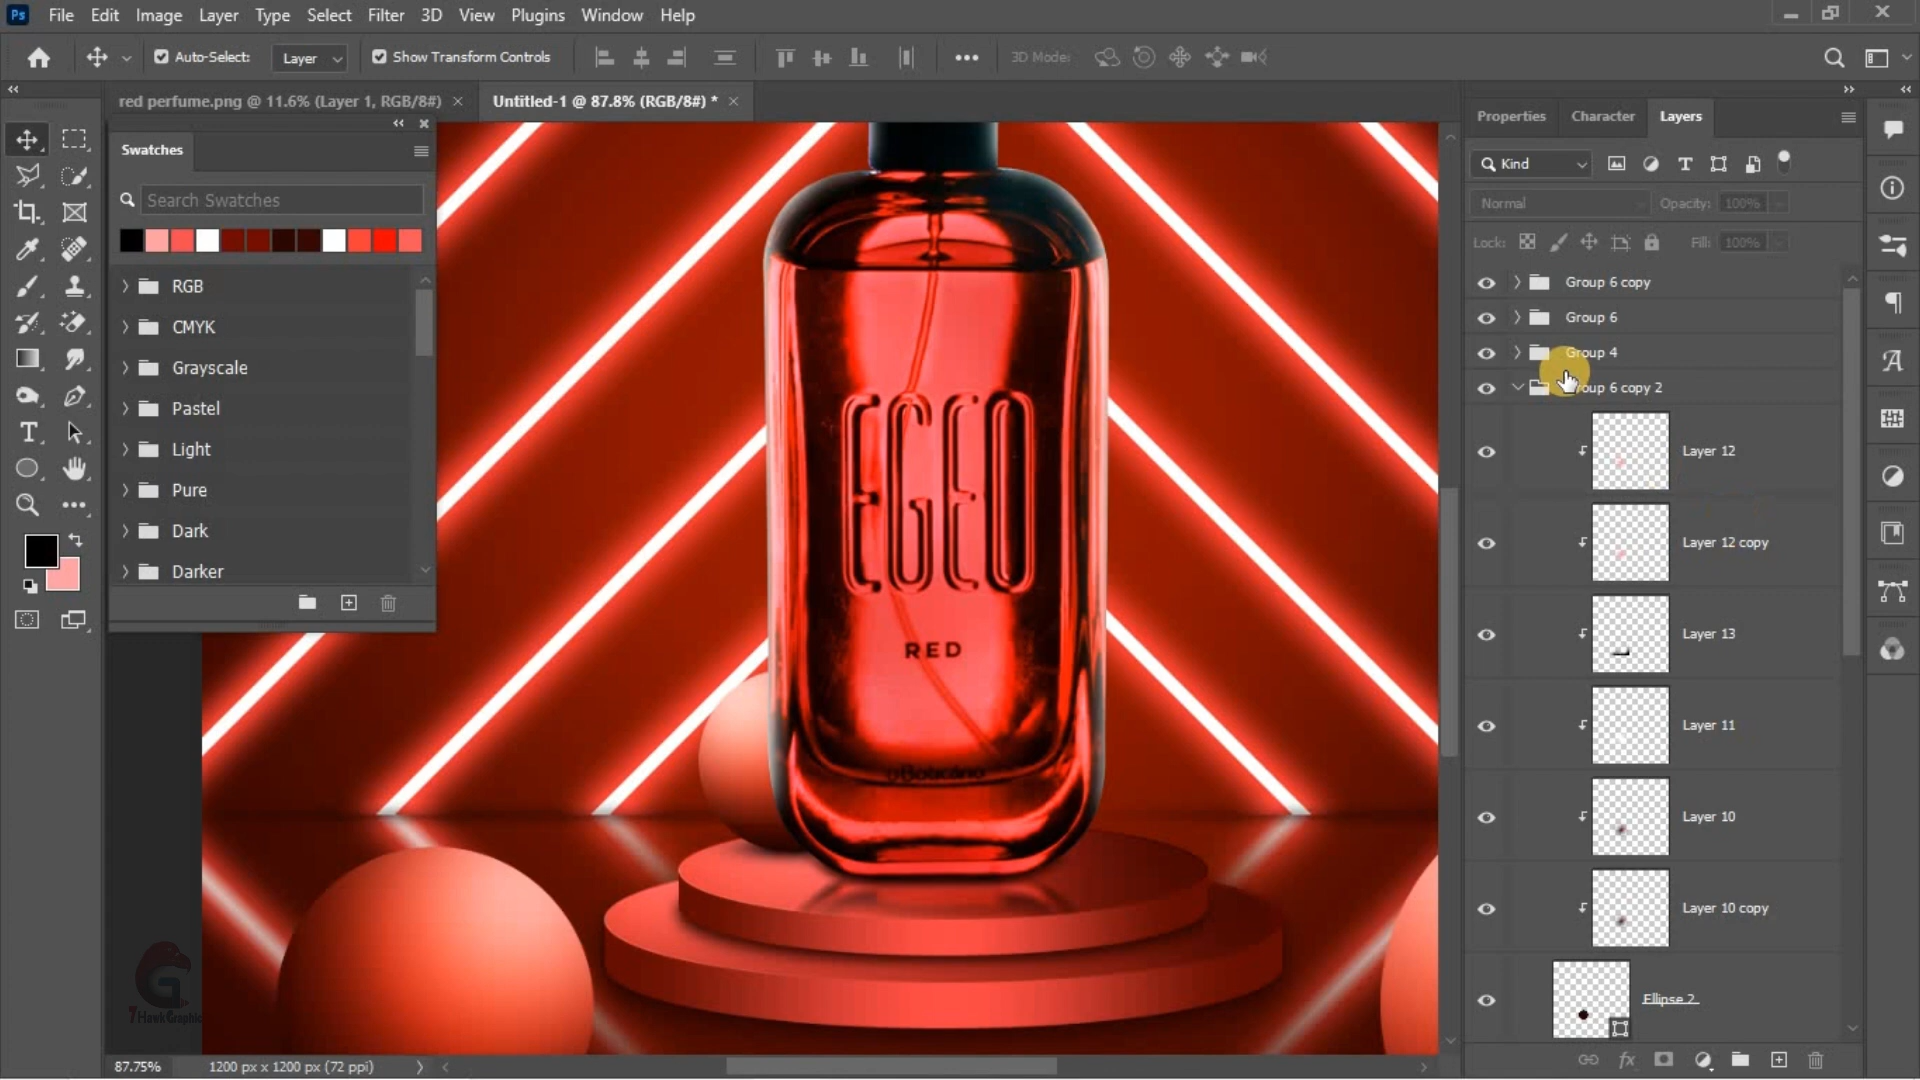 Ps File Edit Image Layer Type Select Filter 3D View Plugins Window Help
Auto-Select: Layer Show Transform Controls 3D Mode:
red perfume.png @ 11.6% (Layer 1, RGB/8#) × Untitled-1 @ 87.8% (RGB/8#) * ×
Swatches
Search Swatches
RGB
CMYK
Grayscale
Pastel
Light
Pure
Dark
Darker
EGEO
RED
o Boticário
Properties Character Layers
Kind
Normal Opacity: 100%
Lock: Fill: 100%
Group 6 copy
Group 6
Group 4
Group 6 copy 2
Layer 12
Layer 12 copy
Layer 13
Layer 11
Layer 10
Layer 10 copy
Ellipse 2
7HawkGraphic
87.75% 1200 px x 1200 px (72 ppi)